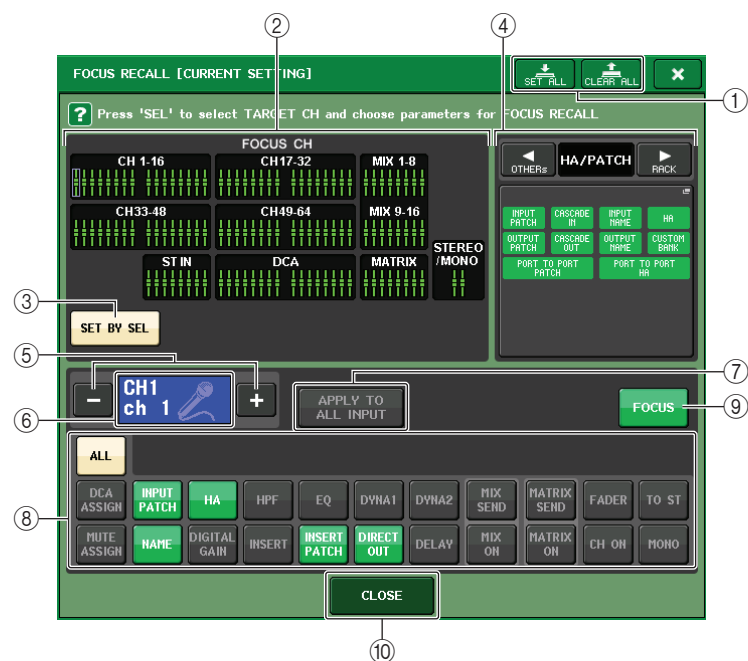 ② ④
FOCUS RECALL [CURRENT SETTING] SET ALL CLEAR ALL
①
? Press 'SEL' to select TARGET CH and choose parameters for FOCUS RECALL
FOCUS CH
CH 1-16 CH17-32 MIX 1-8
CH33-48 CH49-64 MIX 9-16
ST IN DCA MATRIX STEREO /MONO
OTHERs HA/PATCH RACK
INPUT PATCH CASCADE IN INPUT NAME HA
OUTPUT PATCH CASCADE OUT OUTPUT NAME CUSTOM BANK
PORT TO PORT PATCH PORT TO PORT HA
③
SET BY SEL
⑤ ⑦
− CH1 +
ch 1
⑥
APPLY TO
ALL INPUT
FOCUS ⑨
ALL
⑧
DCA ASSIGN INPUT PATCH HA HPF EQ DYNA1 DYNA2 MIX SEND MATRIX SEND FADER TO ST
MUTE ASSIGN NAME DIGITAL GAIN INSERT INSERT PATCH DIRECT OUT DELAY MIX ON MATRIX ON CH ON MONO
CLOSE
⑩